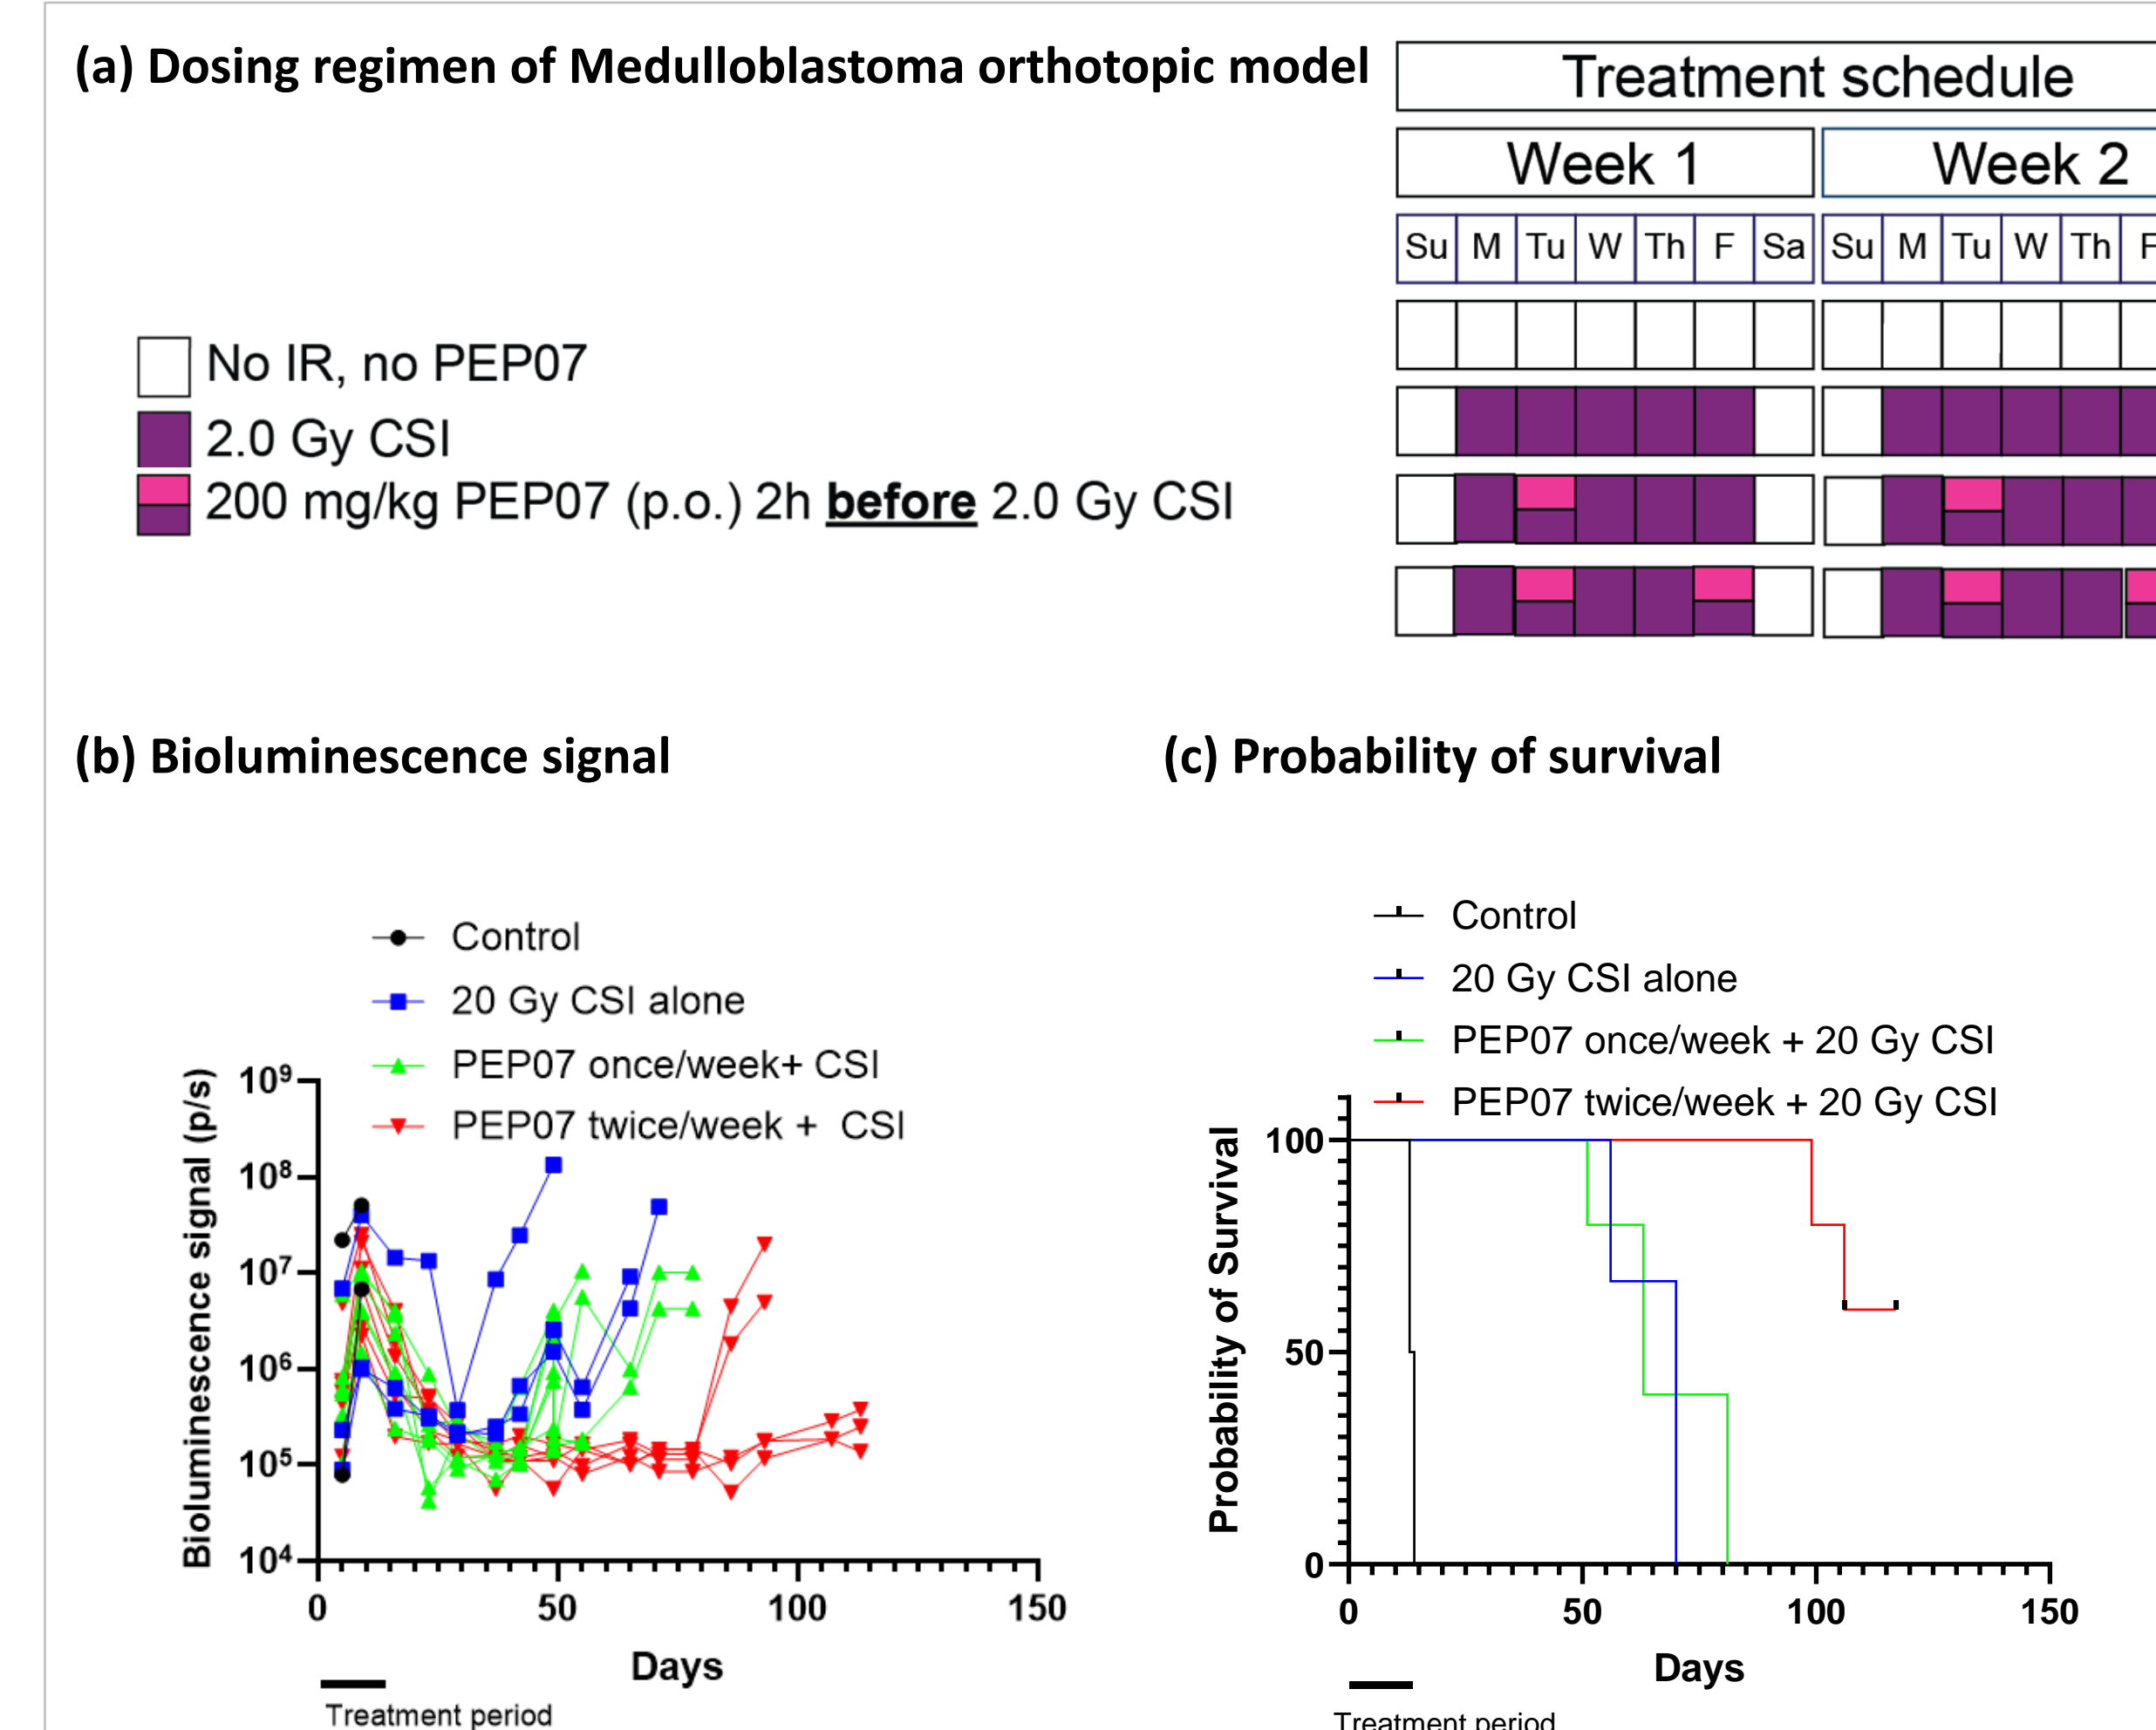 (a) Dosing regimen of Medulloblastoma orthotopic model
Treatment schedule
Week 1 Week 2
Su M Tu W Th F Sa Su M Tu W Th F
No IR, no PEP07
2.0 Gy CSI
200 mg/kg PEP07 (p.o.) 2h before 2.0 Gy CSI
(b) Bioluminescence signal
Control
20 Gy CSI alone
PEP07 once/week+ CSI
PEP07 twice/week + CSI
Bioluminescence signal (p/s)
10⁹
10⁸
10⁷
10⁶
10⁵
10⁴
0 50 100 150
Days
Treatment period
(c) Probability of survival
Control
20 Gy CSI alone
PEP07 once/week + 20 Gy CSI
PEP07 twice/week + 20 Gy CSI
Probability of Survival
100
50
0
0 50 100 150
Days
Treatment period